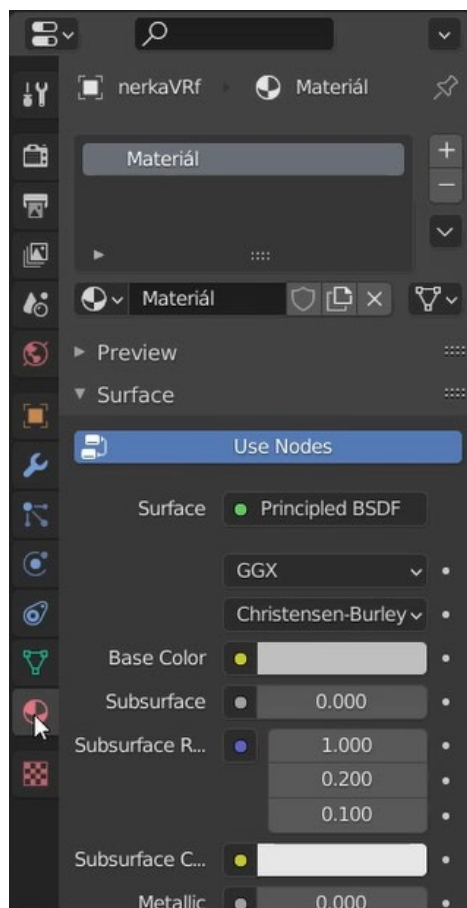 nerkaVRf Materiál
Materiál
Materiál
Preview
Surface
Use Nodes
Surface Principled BSDF
GGX
Christensen-Burley
Base Color
Subsurface 0.000
Subsurface R... 1.000
0.200
0.100
Subsurface C...
Metallic 0.000